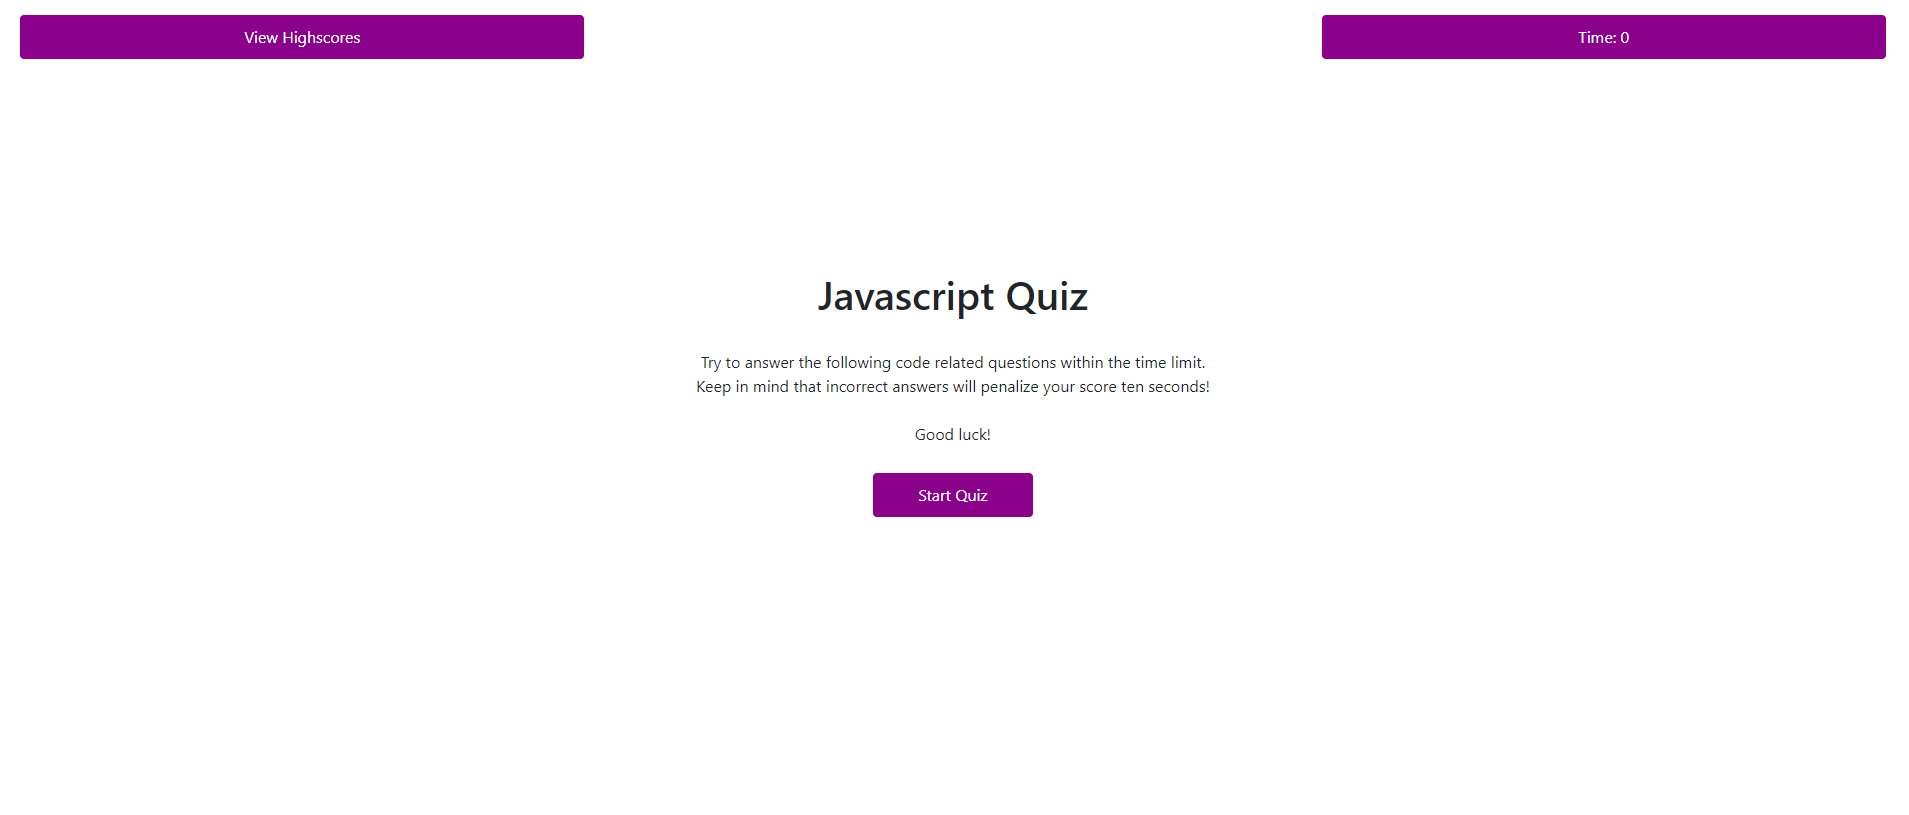 View Highscores
Time: 0
Javascript Quiz
Try to answer the following code related questions within the time limit.
Keep in mind that incorrect answers will penalize your score ten seconds!
Good luck!
Start Quiz